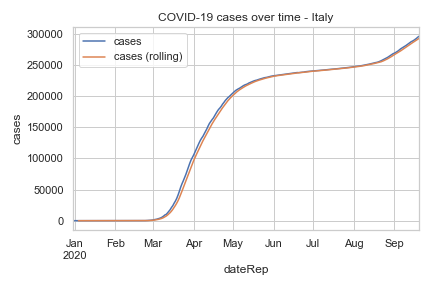 COVID-19 cases over time - Italy
cases
cases (rolling)
300000
250000
200000
150000
100000
50000
0
cases
Jan Feb Mar Apr May Jun Jul Aug Sep
2020
dateRep